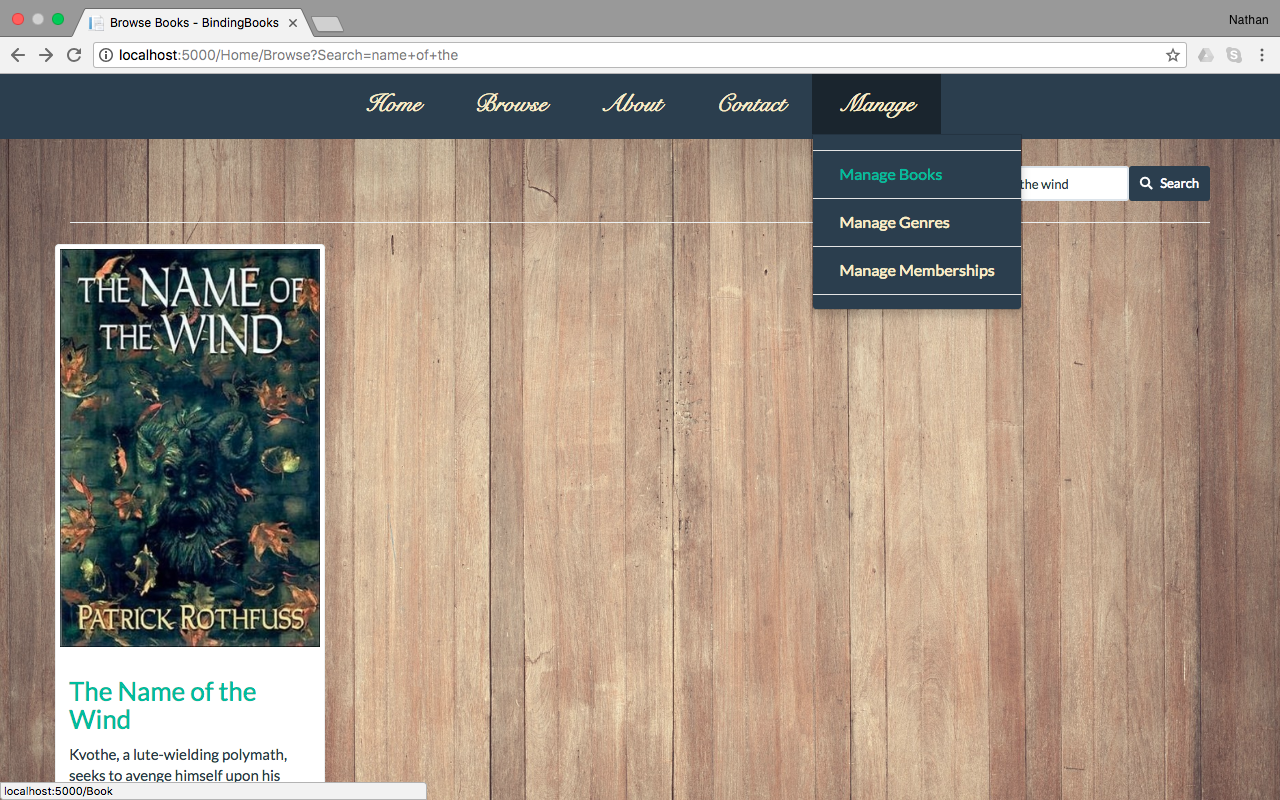 Browse Books - BindingBooks
Nathan
localhost:5000/Home/Browse?Search=name+of+the
Home Browse About Contact Manage
Manage Books
Manage Genres
Manage Memberships
the wind
Search
THE NAME OF
THE WIND
PATRICK ROTHFUSS
The Name of the
Wind
Kvothe, a lute-wielding polymath,
seeks to avenge himself upon his
localhost:5000/Book